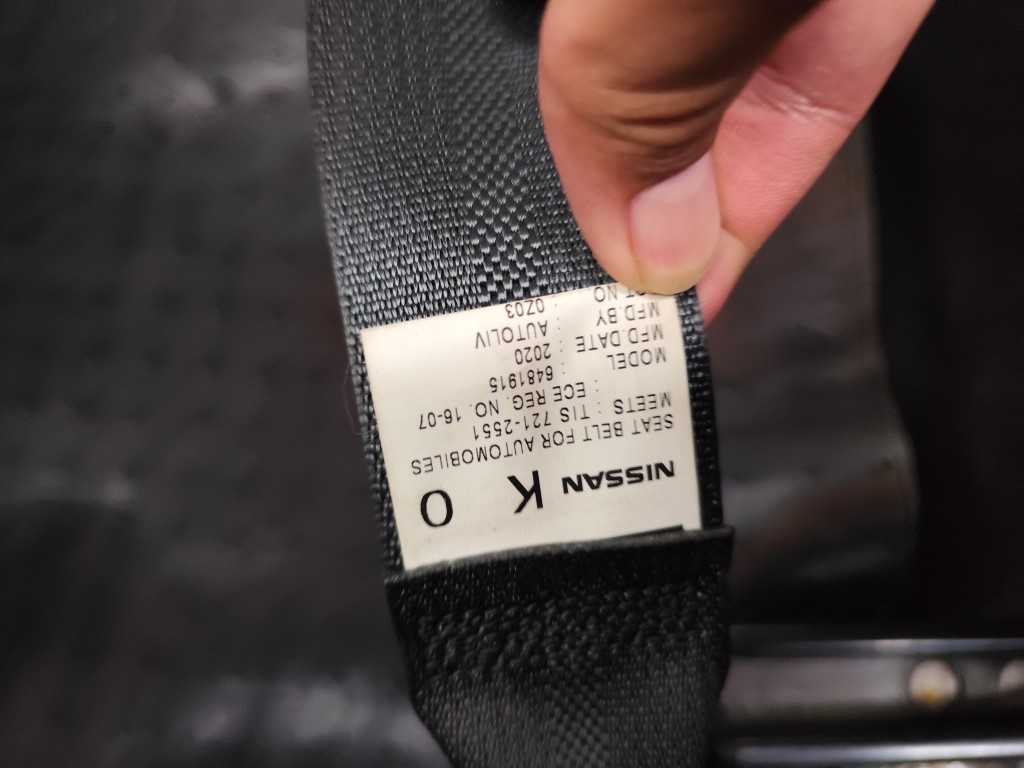 NISSAN K O
SEAT BELT FOR AUTOMOBILES
MEETS : TIS 721-2551
: ECE REG. NO. 16-07
MODEL : 6481915
MFD.DATE : 2020
MFD.BY : AUTOLIV
NO : 0Z03